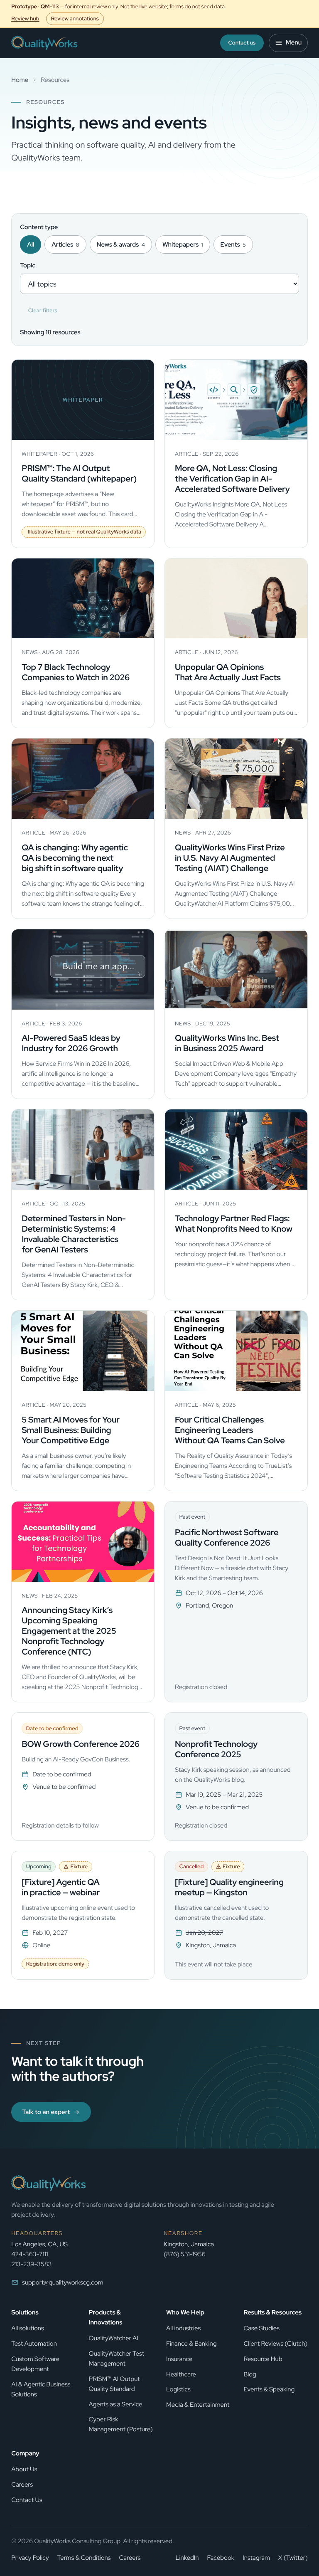 Prototype · QM-113 — for internal review only. Not the live website; forms do not send data.
Review hub
Review annotations
QualityWorks
Contact us
Menu
Home
Resources
RESOURCES
Insights, news and events
Practical thinking on software quality, AI and delivery from the
QualityWorks team.
Content type
All
Articles 8
News & awards 4
Whitepapers 1
Events 5
Topic
All topics
Clear filters
Showing 18 resources
WHITEPAPER
WHITEPAPER · OCT 1, 2026
PRISM™: The AI Output
Quality Standard (whitepaper)
The homepage advertises a "New
whitepaper" for PRISM™, but no
downloadable asset was found. This card…
Illustrative fixture — not real QualityWorks data
ARTICLE · SEP 22, 2026
More QA, Not Less: Closing
the Verification Gap in AI-
Accelerated Software Delivery
QualityWorks Insights More QA, Not Less
Closing the Verification Gap in AI-
Accelerated Software Delivery A…
NEWS · AUG 28, 2026
Top 7 Black Technology
Companies to Watch in 2026
Black-led technology companies are
shaping how organizations build, modernize,
and trust digital systems. Their work spans…
ARTICLE · JUN 12, 2026
Unpopular QA Opinions
That Are Actually Just Facts
Unpopular QA Opinions That Are Actually
Just Facts Some QA truths get called
"unpopular" right up until your team puts ou…
ARTICLE · MAY 26, 2026
QA is changing: Why agentic
QA is becoming the next
big shift in software quality
QA is changing: Why agentic QA is becoming
the next big shift in software quality Every
software team knows the strange feeling of…
$ 75,000
NEWS · APR 27, 2026
QualityWorks Wins First Prize
in U.S. Navy AI Augmented
Testing (AIAT) Challenge
QualityWorks Wins First Prize in U.S. Navy AI
Augmented Testing (AIAT) Challenge
QualityWatcherAI Platform Claims $75,00…
Build me an app...
ARTICLE · FEB 3, 2026
AI-Powered SaaS Ideas by
Industry for 2026 Growth
How Service Firms Win in 2026 In 2026,
artificial intelligence is no longer a
competitive advantage — it is the baseline…
NEWS · DEC 19, 2025
QualityWorks Wins Inc. Best
in Business 2025 Award
Social Impact Driven Web & Mobile App
Development Company leverages "Empathy
Tech" approach to support vulnerable…
ARTICLE · OCT 13, 2025
Determined Testers in Non-
Deterministic Systems: 4
Invaluable Characteristics
for GenAI Testers
Determined Testers in Non-Deterministic
Systems: 4 Invaluable Characteristics for
GenAI Testers By Stacy Kirk, CEO &…
SUCCESS
INNOVATION
ARTICLE · JUN 11, 2025
Technology Partner Red Flags:
What Nonprofits Need to Know
Your nonprofit has a 32% chance of
technology project failure. That's not our
pessimistic guess—it's what happens when…
5 Smart AI
Moves for
Your Small
Business:
Building Your
Competitive Edge
ARTICLE · MAY 20, 2025
5 Smart AI Moves for Your
Small Business: Building
Your Competitive Edge
As a small business owner, you're likely
facing a familiar challenge: competing in
markets where larger companies have…
Four Critical
Challenges
Engineering
Leaders
Without QA
Can Solve
How AI-Powered Testing
Can Transform Quality By
Year-End
NEED FOOD
NEED
TESTING
ARTICLE · MAY 6, 2025
Four Critical Challenges
Engineering Leaders
Without QA Teams Can Solve
The Reality of Quality Assurance in Today's
Engineering Teams According to TrueList's
"Software Testing Statistics 2024",…
Accountability and
Success: Practical Tips
for Technology
Partnerships
NEWS · FEB 24, 2025
Announcing Stacy Kirk's
Upcoming Speaking
Engagement at the 2025
Nonprofit Technology
Conference (NTC)
We are thrilled to announce that Stacy Kirk,
CEO and Founder of QualityWorks, will be
speaking at the 2025 Nonprofit Technolog…
Past event
Pacific Northwest Software
Quality Conference 2026
Test Design Is Not Dead: It Just Looks
Different Now — a fireside chat with Stacy
Kirk and the Smartesting team.
Oct 12, 2026 – Oct 14, 2026
Portland, Oregon
Registration closed
Date to be confirmed
BOW Growth Conference 2026
Building an AI-Ready GovCon Business.
Date to be confirmed
Venue to be confirmed
Registration details to follow
Past event
Nonprofit Technology
Conference 2025
Stacy Kirk speaking session, as announced
on the QualityWorks blog.
Mar 19, 2025 – Mar 21, 2025
Venue to be confirmed
Registration closed
Upcoming
Fixture
[Fixture] Agentic QA
in practice — webinar
Illustrative upcoming online event used to
demonstrate the registration state.
Feb 10, 2027
Online
Registration: demo only
Cancelled
Fixture
[Fixture] Quality engineering
meetup — Kingston
Illustrative cancelled event used to
demonstrate the cancelled state.
Jan 20, 2027
Kingston, Jamaica
This event will not take place
NEXT STEP
Want to talk it through
with the authors?
Talk to an expert
QualityWorks
We enable the delivery of transformative digital solutions through innovations in testing and agile
project delivery.
HEADQUARTERS
Los Angeles, CA, US
424-363-7111
213-239-3583
NEARSHORE
Kingston, Jamaica
(876) 551-1956
support@qualityworkscg.com
Solutions
All solutions
Test Automation
Custom Software
Development
AI & Agentic Business
Solutions
Products &
Innovations
QualityWatcher AI
QualityWatcher Test
Management
PRISM™ AI Output
Quality Standard
Agents as a Service
Cyber Risk
Management (Posture)
Who We Help
All industries
Finance & Banking
Insurance
Healthcare
Logistics
Media & Entertainment
Results & Resources
Case Studies
Client Reviews (Clutch)
Resource Hub
Blog
Events & Speaking
Company
About Us
Careers
Contact Us
© 2026 QualityWorks Consulting Group. All rights reserved.
Privacy Policy
Terms & Conditions
Careers
LinkedIn
Facebook
Instagram
X (Twitter)